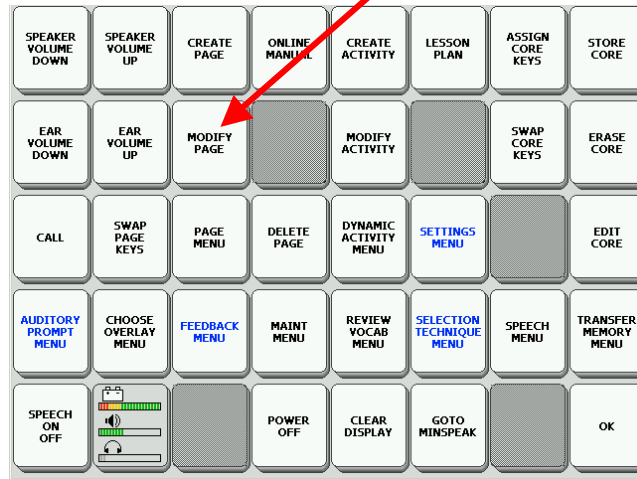 SPEAKER VOLUME DOWN
SPEAKER VOLUME UP
CREATE PAGE
ONLINE MANUAL
CREATE ACTIVITY
LESSON PLAN
ASSIGN CORE KEYS
STORE CORE
EAR VOLUME DOWN
EAR VOLUME UP
MODIFY PAGE
MODIFY ACTIVITY
SWAP CORE KEYS
ERASE CORE
CALL
SWAP PAGE KEYS
PAGE MENU
DELETE PAGE
DYNAMIC ACTIVITY MENU
SETTINGS MENU
EDIT CORE
AUDITORY PROMPT MENU
CHOOSE OVERLAY MENU
FEEDBACK MENU
MAINT MENU
REVIEW VOCAB MENU
SELECTION TECHNIQUE MENU
SPEECH MENU
TRANSFER MEMORY MENU
SPEECH ON OFF
POWER OFF
CLEAR DISPLAY
GOTO MINSPEAK
OK